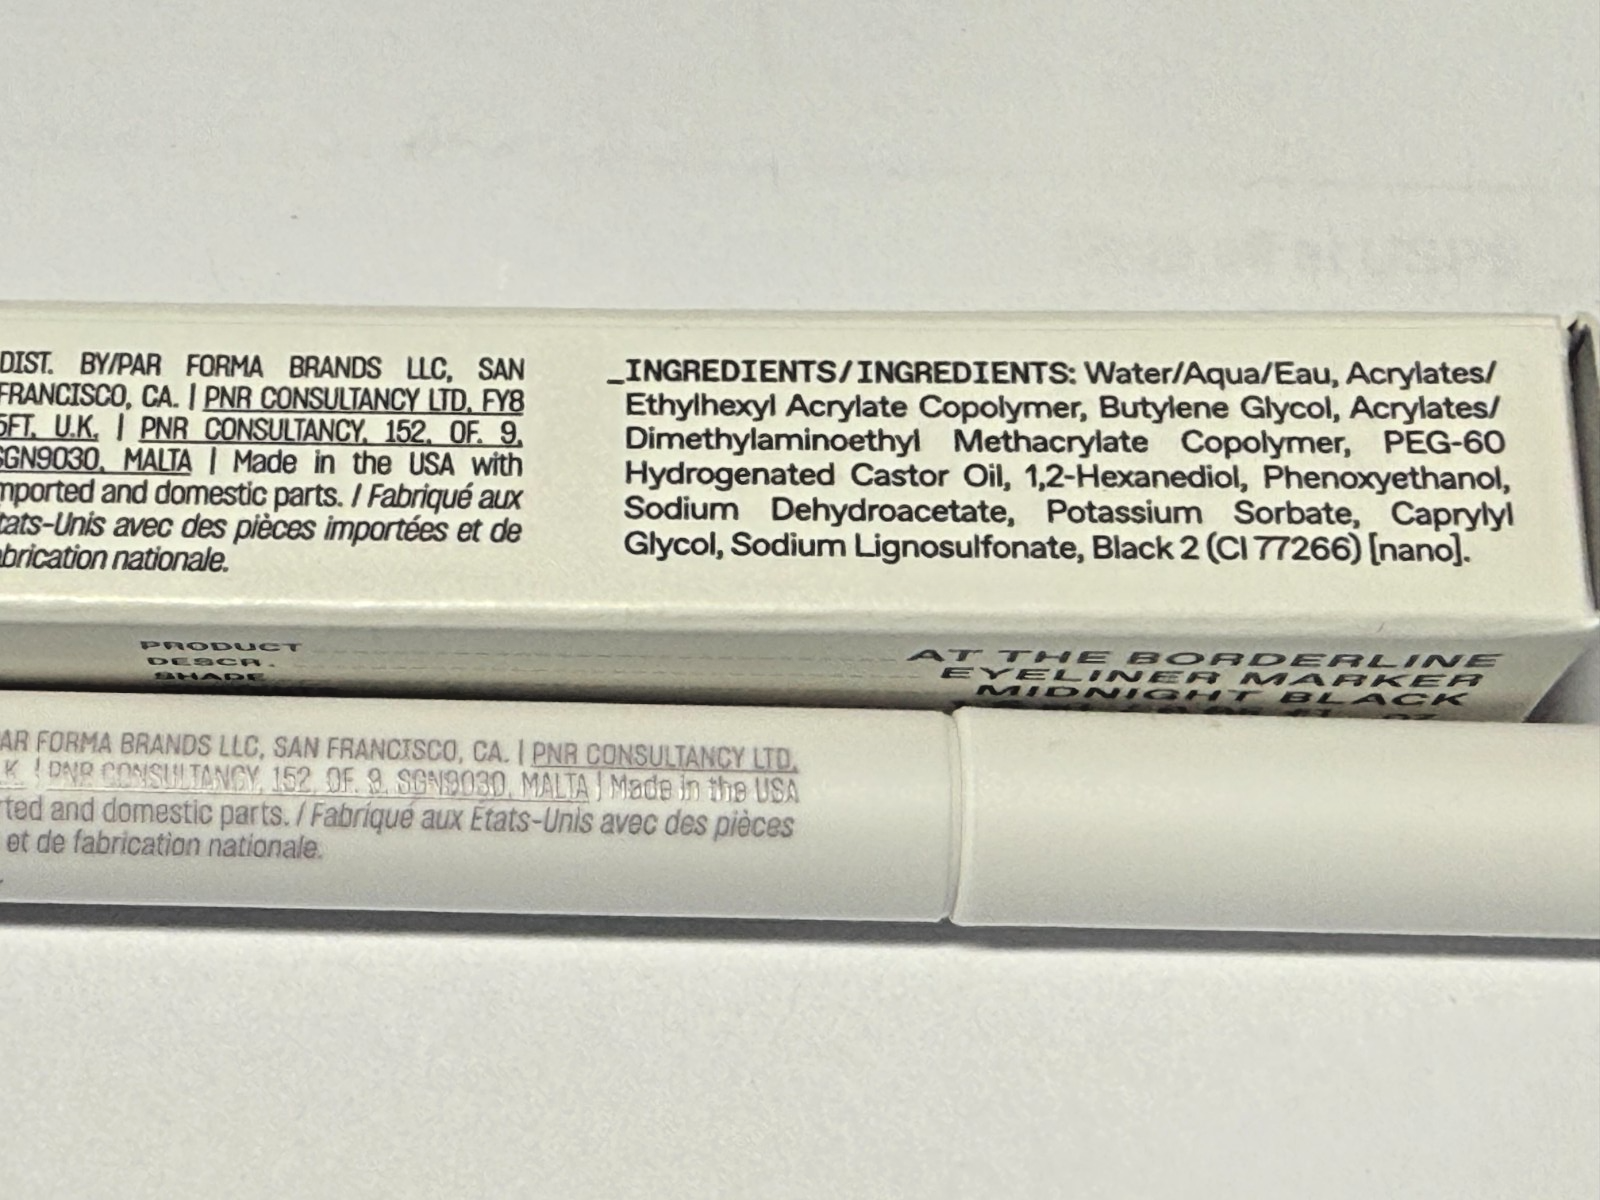 DIST. BY/PAR FORMA BRANDS LLC, SAN
FRANCISCO, CA. | PNR CONSULTANCY LTD, FY8
5FT, U.K. | PNR CONSULTANCY, 152, OF. 9,
SGN9030, MALTA | Made in the USA with
mported and domestic parts. / Fabriqué aux
tats-Unis avec des pièces importées et de
brication nationale.
_INGREDIENTS/INGREDIENTS: Water/Aqua/Eau, Acrylates/
Ethylhexyl Acrylate Copolymer, Butylene Glycol, Acrylates/
Dimethylaminoethyl Methacrylate Copolymer, PEG-60
Hydrogenated Castor Oil, 1,2-Hexanediol, Phenoxyethanol,
Sodium Dehydroacetate, Potassium Sorbate, Caprylyl
Glycol, Sodium Lignosulfonate, Black 2 (CI 77266) [nano].
PRODUCT
DESCR.
SHADE
AT THE BORDERLINE
EYELINER MARKER
MIDNIGHT BLACK
AR FORMA BRANDS LLC, SAN FRANCISCO, CA. | PNR CONSULTANCY LTD,
K. | PNR CONSULTANCY, 152, OF. 9, SGN9030, MALTA | Made in the USA
ted and domestic parts. / Fabriqué aux États-Unis avec des pièces
et de fabrication nationale.